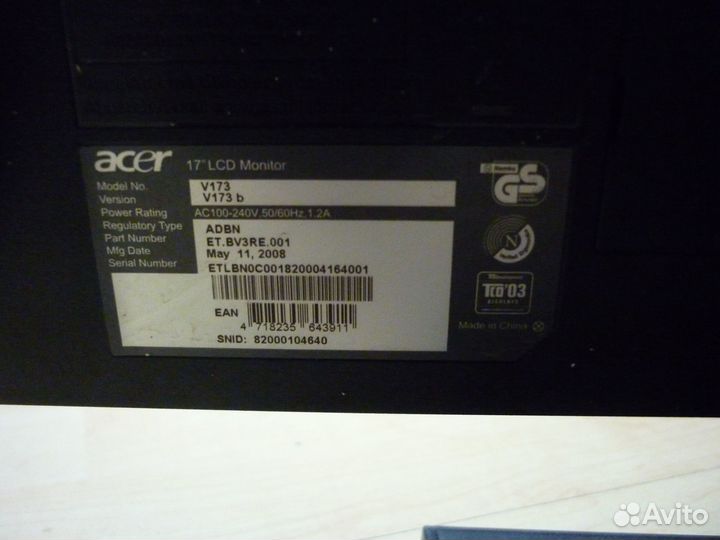 acer 17" LCD Monitor
Model No. V173
Version V173 b
Power Rating AC100-240V,50/60Hz,1.2A
Regulatory Type ADBN
Part Number ET.BV3RE.001
Mfg Date May 11, 2008
Serial Number ETLBN0C001820004164001
EAN
4 718235 643911
SNID: 82000104640
GS
N
TCO'03
DISPLAYS
Made in China
Avito